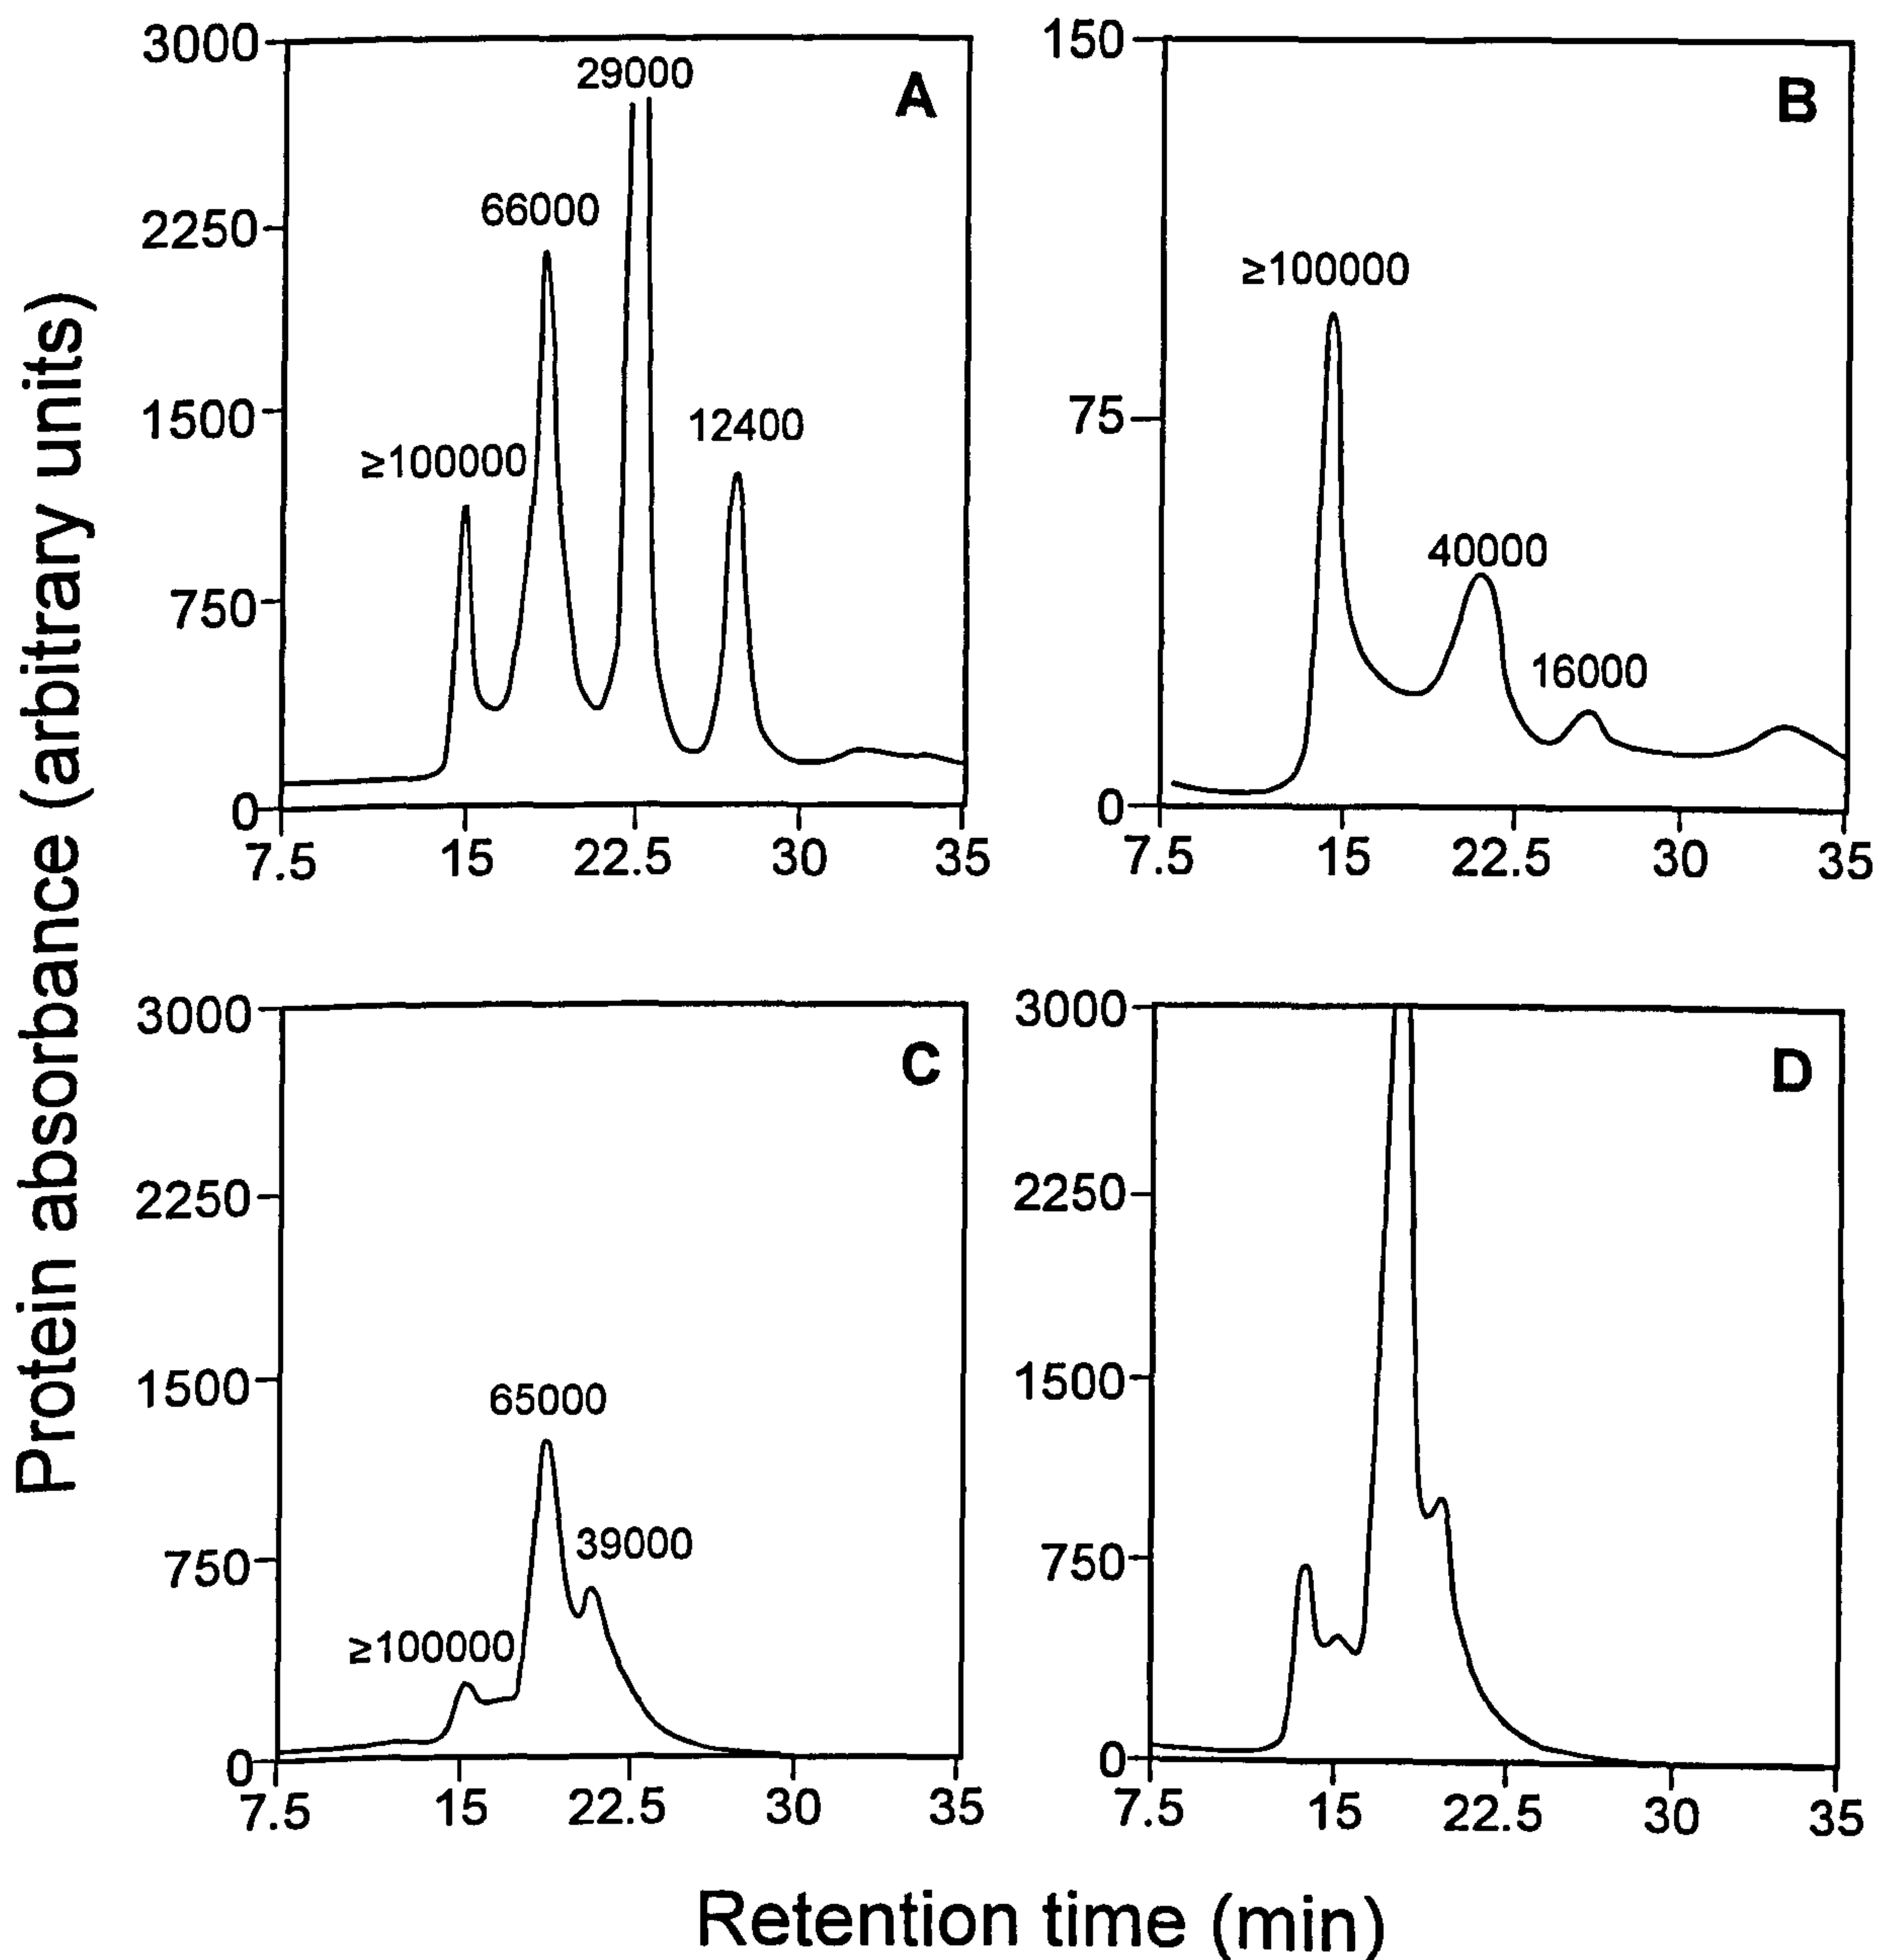 Protein absorbance (arbitrary units)
A
3000
2250
1500
750
0
≥100000
66000
29000
12400
7.5 15 22.5 30 35
B
150
75
0
≥100000
40000
16000
7.5 15 22.5 30 35
C
3000
2250
1500
750
0
≥100000
65000
39000
7.5 15 22.5 30 35
D
3000
2250
1500
750
0
7.5 15 22.5 30 35
Retention time (min)